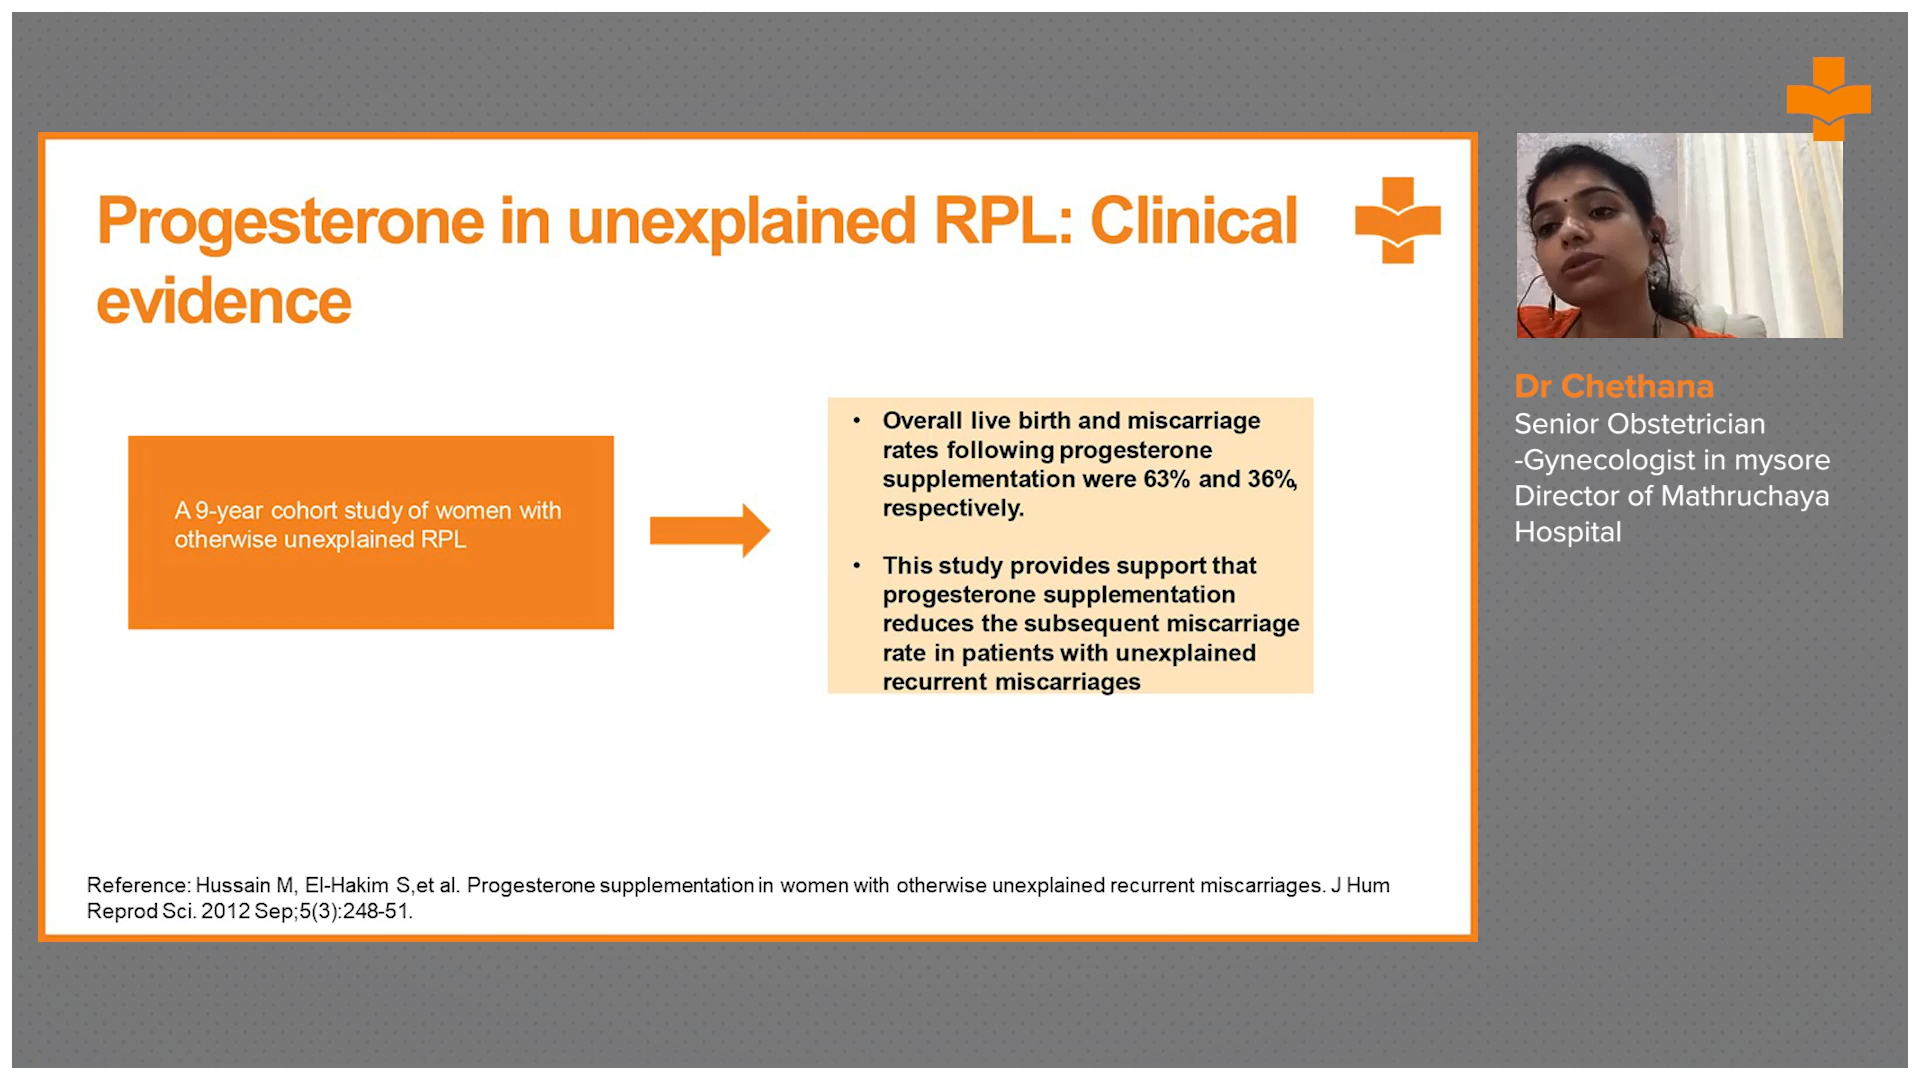 Progesterone in unexplained RPL: Clinical
evidence
A 9-year cohort study of women with
otherwise unexplained RPL
• Overall live birth and miscarriage
rates following progesterone
supplementation were 63% and 36%,
respectively.
• This study provides support that
progesterone supplementation
reduces the subsequent miscarriage
rate in patients with unexplained
recurrent miscarriages
Reference: Hussain M, El-Hakim S,et al. Progesterone supplementation in women with otherwise unexplained recurrent miscarriages. J Hum
Reprod Sci. 2012 Sep;5(3):248-51.
Dr Chethana
Senior Obstetrician
-Gynecologist in mysore
Director of Mathruchaya
Hospital